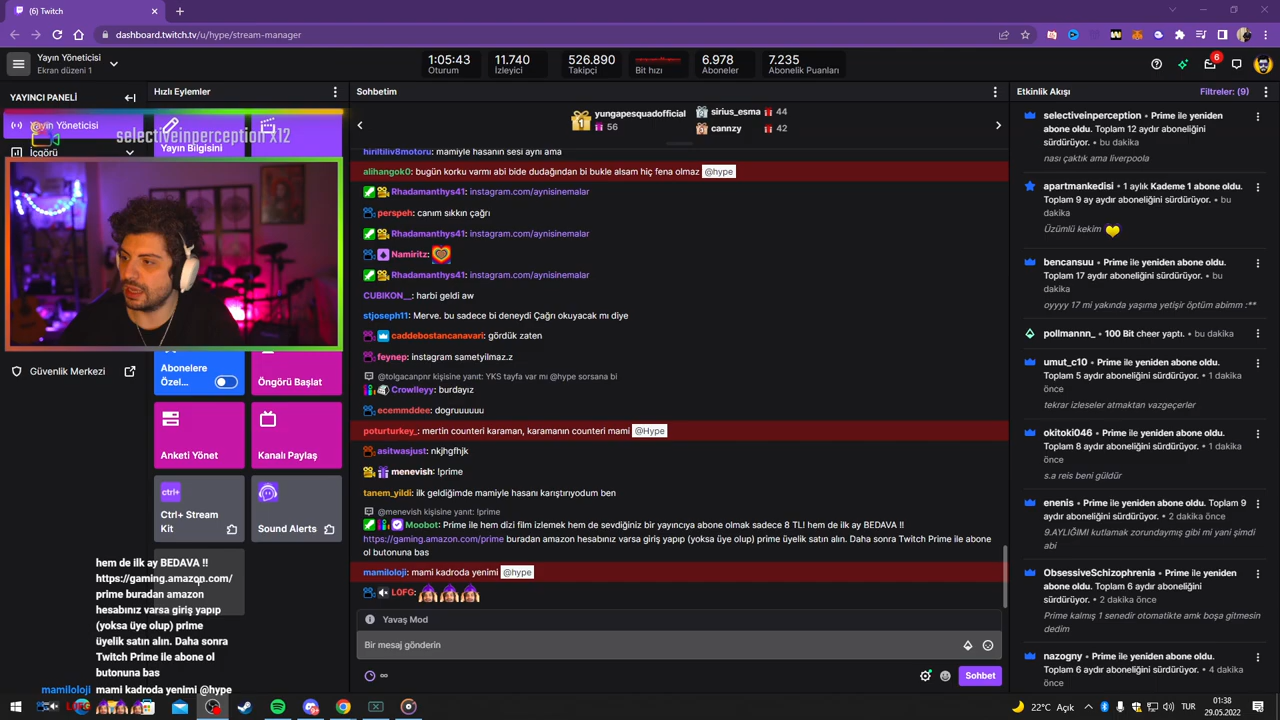 (6) Twitch
dashboard.twitch.tv/u/hype/stream-manager
Yayın Yöneticisi
Ekran düzeni 1
1:05:43
Oturum
11.740
İzleyici
526.890
Takipçi
Bit hızı
6.978
Aboneler
7.235
Abonelik Puanları
6
YAYINCI PANELİ
Yayın Yöneticisi
İçgörü
selectiveinperception x12
Güvenlik Merkezi
Hızlı Eylemler
Yayın Bilgisini
Abonelere
Özel...
Öngörü Başlat
Anketi Yönet
Kanalı Paylaş
ctrl+
Ctrl+ Stream
Kit
Sound Alerts
hem de ilk ay BEDAVA !!
https://gaming.amazon.com/
prime buradan amazon
hesabınız varsa giriş yapıp
(yoksa üye olup) prime
üyelik satın alın. Daha sonra
Twitch Prime ile abone ol
butonuna bas
mamiloloji mami kadroda yenimi @hype
L0FG:
Sohbetim
1
yungapesquadofficial
56
sirius_esma 44
cannzy 42
hiriltiliv8motoru: mamiyle hasanın sesi aynı ama
alihangok0: bugün korku varmı abi bide dudağından bi bukle alsam hiç fena olmaz @hype
Rhadamanthys41: instagram.com/aynisinemalar
perspeh: canım sıkkın çağrı
Rhadamanthys41: instagram.com/aynisinemalar
Namiritz:
Rhadamanthys41: instagram.com/aynisinemalar
CUBIKON__: harbi geldi aw
stjoseph11: Merve. bu sadece bi deneydi Çağrı okuyacak mı diye
caddebostancanavari: gördük zaten
feynep: instagram sametyilmaz.z
@tolgacanpnr kişisine yanıt: YKS tayfa var mı @hype sorsana bi
Crowlleyy: burdayız
ecemmddee: dogruuuuuu
poturturkey_: mertin counteri karaman, karamanın counteri mami @Hype
asitwasjust: nkjhgfhjk
menevish: !prime
tanem_yildi: ilk geldiğimde mamiyle hasanı karıştırıyodum ben
@menevish kişisine yanıt: !prime
Moobot: Prime ile hem dizi film izlemek hem de sevdiğiniz bir yayıncıya abone olmak sadece 8 TL! hem de ilk ay BEDAVA !!
https://gaming.amazon.com/prime buradan amazon hesabınız varsa giriş yapıp (yoksa üye olup) prime üyelik satın alın. Daha sonra Twitch Prime ile abone
ol butonuna bas
mamiloloji: mami kadroda yenimi @hype
L0FG:
Yavaş Mod
Bir mesaj gönderin
∞
Sohbet
Etkinlik Akışı
Filtreler: (9)
selectiveinperception • Prime ile yeniden
abone oldu. Toplam 12 aydır aboneliğini
sürdürüyor. • bu dakika
nası çaktık ama liverpoola
apartmankedisi • 1 aylık Kademe 1 abone oldu.
Toplam 9 ay aydır aboneliğini sürdürüyor. • bu
dakika
Üzümlü kekim
bencansuu • Prime ile yeniden abone oldu.
Toplam 17 aydır aboneliğini sürdürüyor. • bu
dakika
oyyyy 17 mi yakında yaşıma yetişir öptüm abimm :**
pollmannn_ • 100 Bit cheer yaptı. • bu dakika
umut_c10 • Prime ile yeniden abone oldu.
Toplam 5 aydır aboneliğini sürdürüyor. • 1 dakika
önce
tekrar izleseler atmaktan vazgeçerler
okitoki046 • Prime ile yeniden abone oldu.
Toplam 8 aydır aboneliğini sürdürüyor. • 1 dakika
önce
s.a reis beni güldür
enenis • Prime ile yeniden abone oldu. Toplam 9
aydır aboneliğini sürdürüyor. • 2 dakika önce
9.AYLIĞIMI kutlamak zorundaymış gibi mi yani şimdi
abi
ObsessiveSchizophrenia • Prime ile yeniden
abone oldu. Toplam 6 aydır aboneliğini
sürdürüyor. • 2 dakika önce
Prime kalmış 1 senedir otomatikte amk boşa gitmesin
dedim
nazogny • Prime ile yeniden abone oldu.
Toplam 6 aydır aboneliğini sürdürüyor. • 4 dakika
önce
22°C Açık
TUR
01:38
29.05.2022